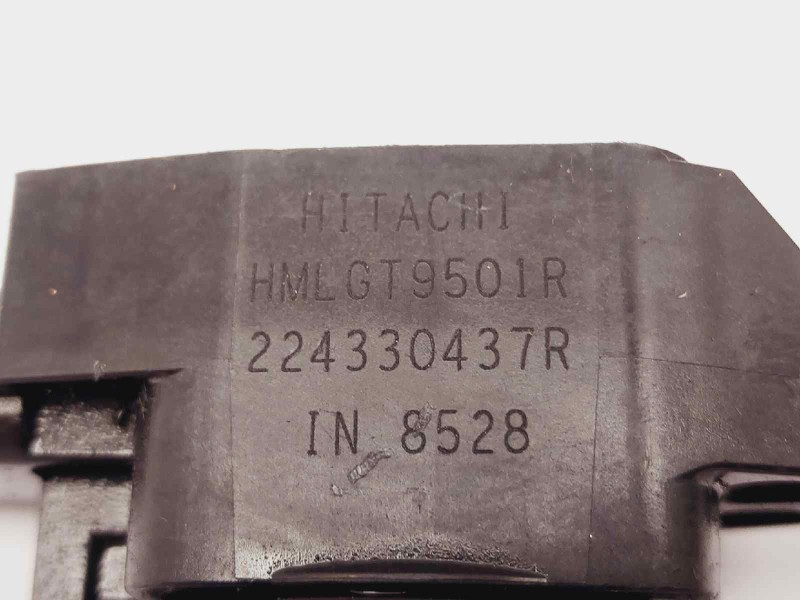 HITACHI
HMLGT9501R
224330437R
IN 8528